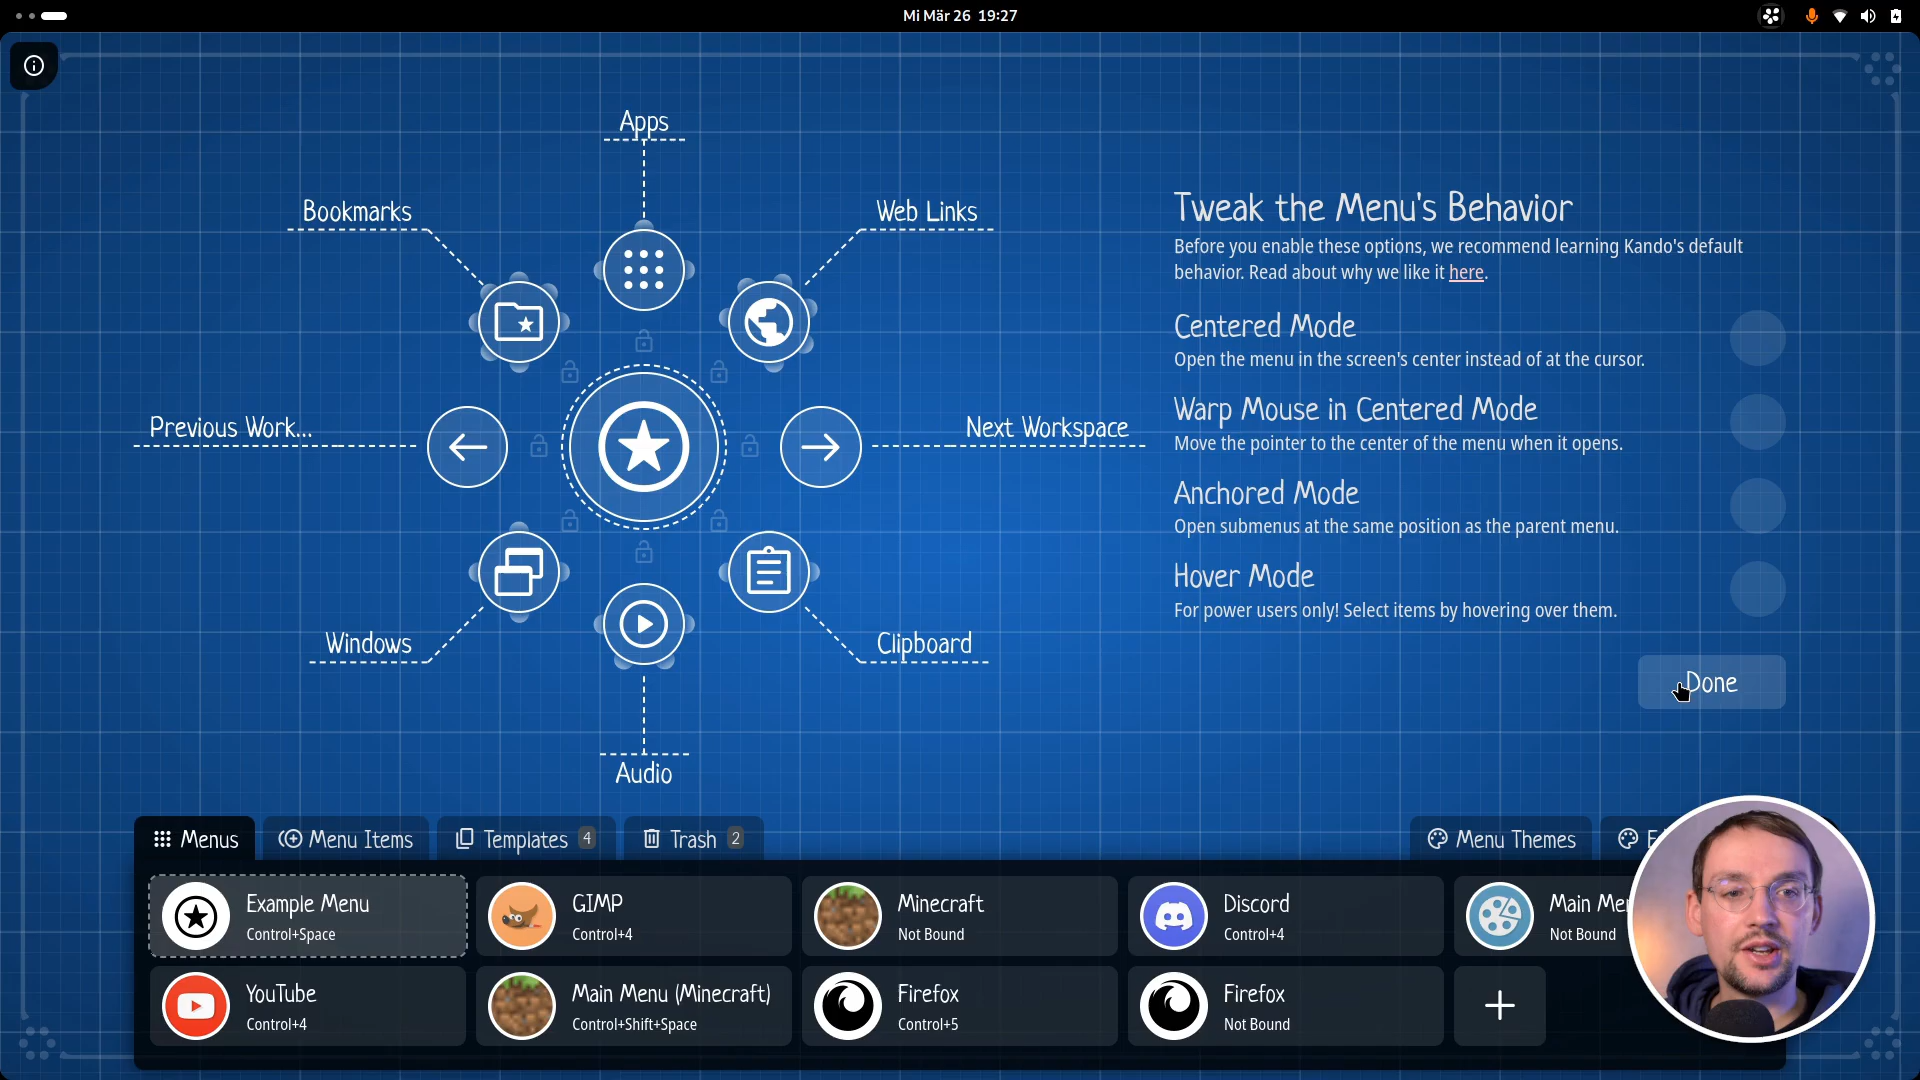 Mi Mär 26 19:27
Apps
Bookmarks
Web Links
Previous Work...
Next Workspace
Windows
Clipboard
Audio
Tweak the Menu's Behavior
Before you enable these options, we recommend learning Kando's default
behavior. Read about why we like it here.
Centered Mode
Open the menu in the screen's center instead of at the cursor.
Warp Mouse in Centered Mode
Move the pointer to the center of the menu when it opens.
Anchored Mode
Open submenus at the same position as the parent menu.
Hover Mode
For power users only! Select items by hovering over them.
Done
Menus
Menu Items
Templates 4
Trash 2
Menu Themes
Example Menu
Control+Space
GIMP
Control+4
Minecraft
Not Bound
Discord
Control+4
Main
Not Bound
YouTube
Control+4
Main Menu (Minecraft)
Control+Shift+Space
Firefox
Control+5
Firefox
Not Bound